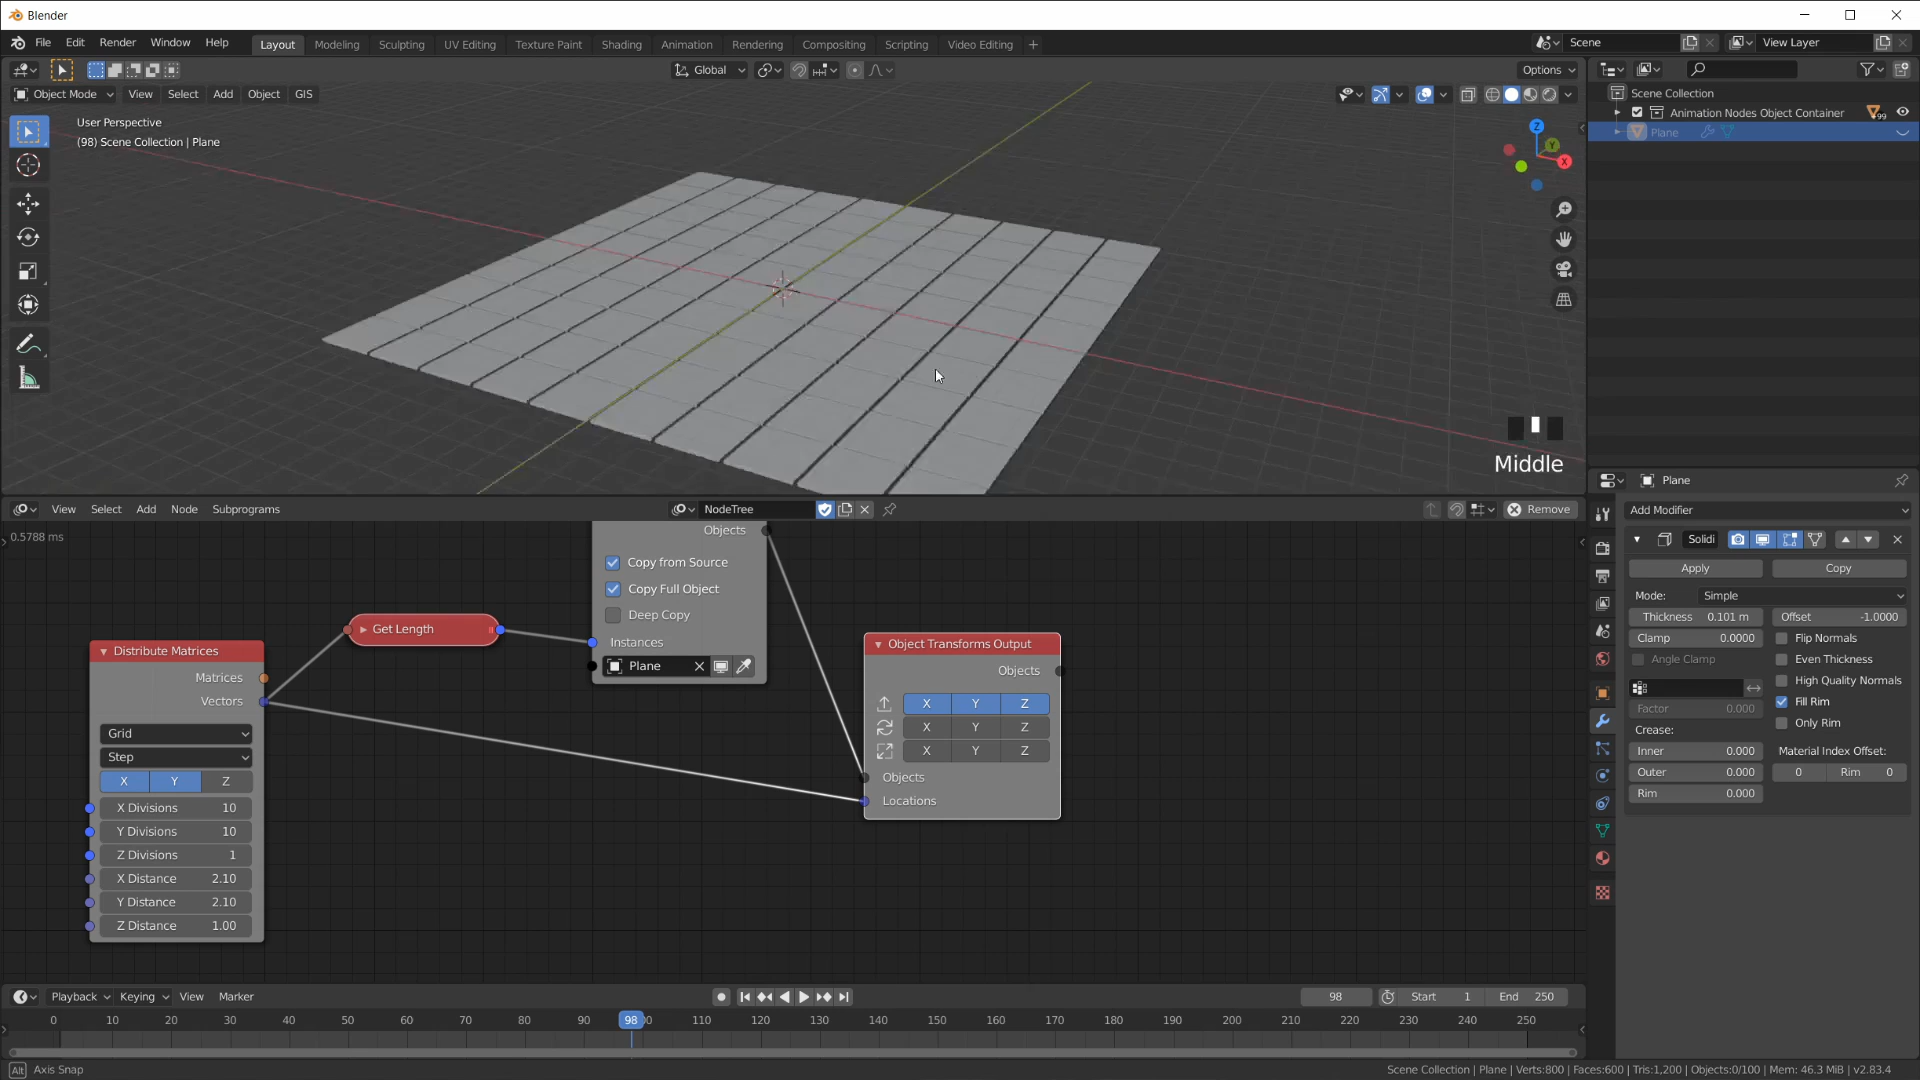 Blender
File Edit Render Window Help Layout Modeling Sculpting UV Editing Texture Paint Shading Animation Rendering Compositing Scripting Video Editing + Scene View Layer
Global Options
Object Mode View Select Add Object GIS
User Perspective
(98) Scene Collection | Plane
Z
Y
X
Middle
Scene Collection
Animation Nodes Object Container 99
Plane
View Select Add Node Subprograms NodeTree Remove
0.5788 ms
Objects
Copy from Source
Copy Full Object
Deep Copy
Instances
Plane
Get Length
Distribute Matrices
Matrices
Vectors
Grid
Step
X Y Z
X Divisions 10
Y Divisions 10
Z Divisions 1
X Distance 2.10
Y Distance 2.10
Z Distance 1.00
Object Transforms Output
Objects
X Y Z
X Y Z
X Y Z
Objects
Locations
Plane
Add Modifier
Solidi
Apply Copy
Mode: Simple
Thickness 0.101 m Offset -1.0000
Clamp 0.0000 Flip Normals
Angle Clamp Even Thickness
High Quality Normals
Factor 0.000 Fill Rim
Crease: Only Rim
Inner 0.000 Material Index Offset:
Outer 0.000 0 Rim 0
Rim 0.000
Playback Keying View Marker 98 Start 1 End 250
0 10 20 30 40 50 60 70 80 90 98 110 120 130 140 150 160 170 180 190 200 210 220 230 240 250
Alt Axis Snap
Scene Collection | Plane | Verts:800 | Faces:600 | Tris:1,200 | Objects:0/100 | Mem: 46.3 MiB | v2.83.4